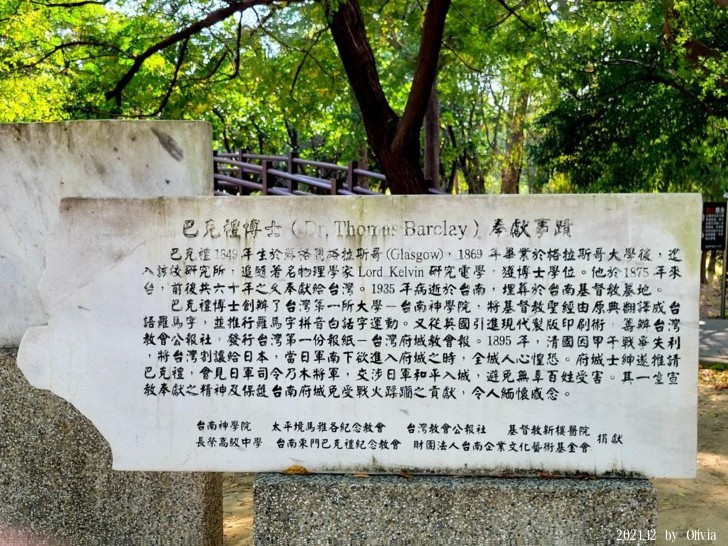 巴克禮博士(Dr. Thomas Barclay)奉獻事蹟
巴克禮1849年生於蘇格蘭格拉斯哥(Glasgow),1869年畢業於格拉斯哥大學後,進
入該校研究所,追隨著名物理學家Lord Kelvin研究電學,獲博士學位。他於1875年來
台,前後共六十年之久奉獻給台灣。1935年病逝於台南,埋葬於台南基督教墓地。
巴克禮博士創辦了台灣第一所大學—台南神學院,將基督教聖經由原典翻譯成台
語羅馬字,並推行羅馬字拼音白話字運動。又從英國引進現代製版印刷術,籌辦台灣
教會公報社,發行台灣第一份報紙—台灣府城教會報。1895年,清國因甲午戰爭失利
,將台灣割讓給日本,當日軍南下欲進入府城之時,全城人心惶恐。府城士紳遂推請
巴克禮,會見日軍司令乃木將軍,交涉日軍和平入城,避免無辜百姓受害。其一生宣
教奉獻之精神及保護台南府城免受戰火蹂躪之貢獻,令人緬懷感念。
台南神學院 太平境馬雅各紀念教會 台灣教會公報社 基督教新樓醫院
長榮高級中學 台南東門巴克禮紀念教會 財團法人台南企業文化藝術基金會 捐獻
2021.12 by Olivia